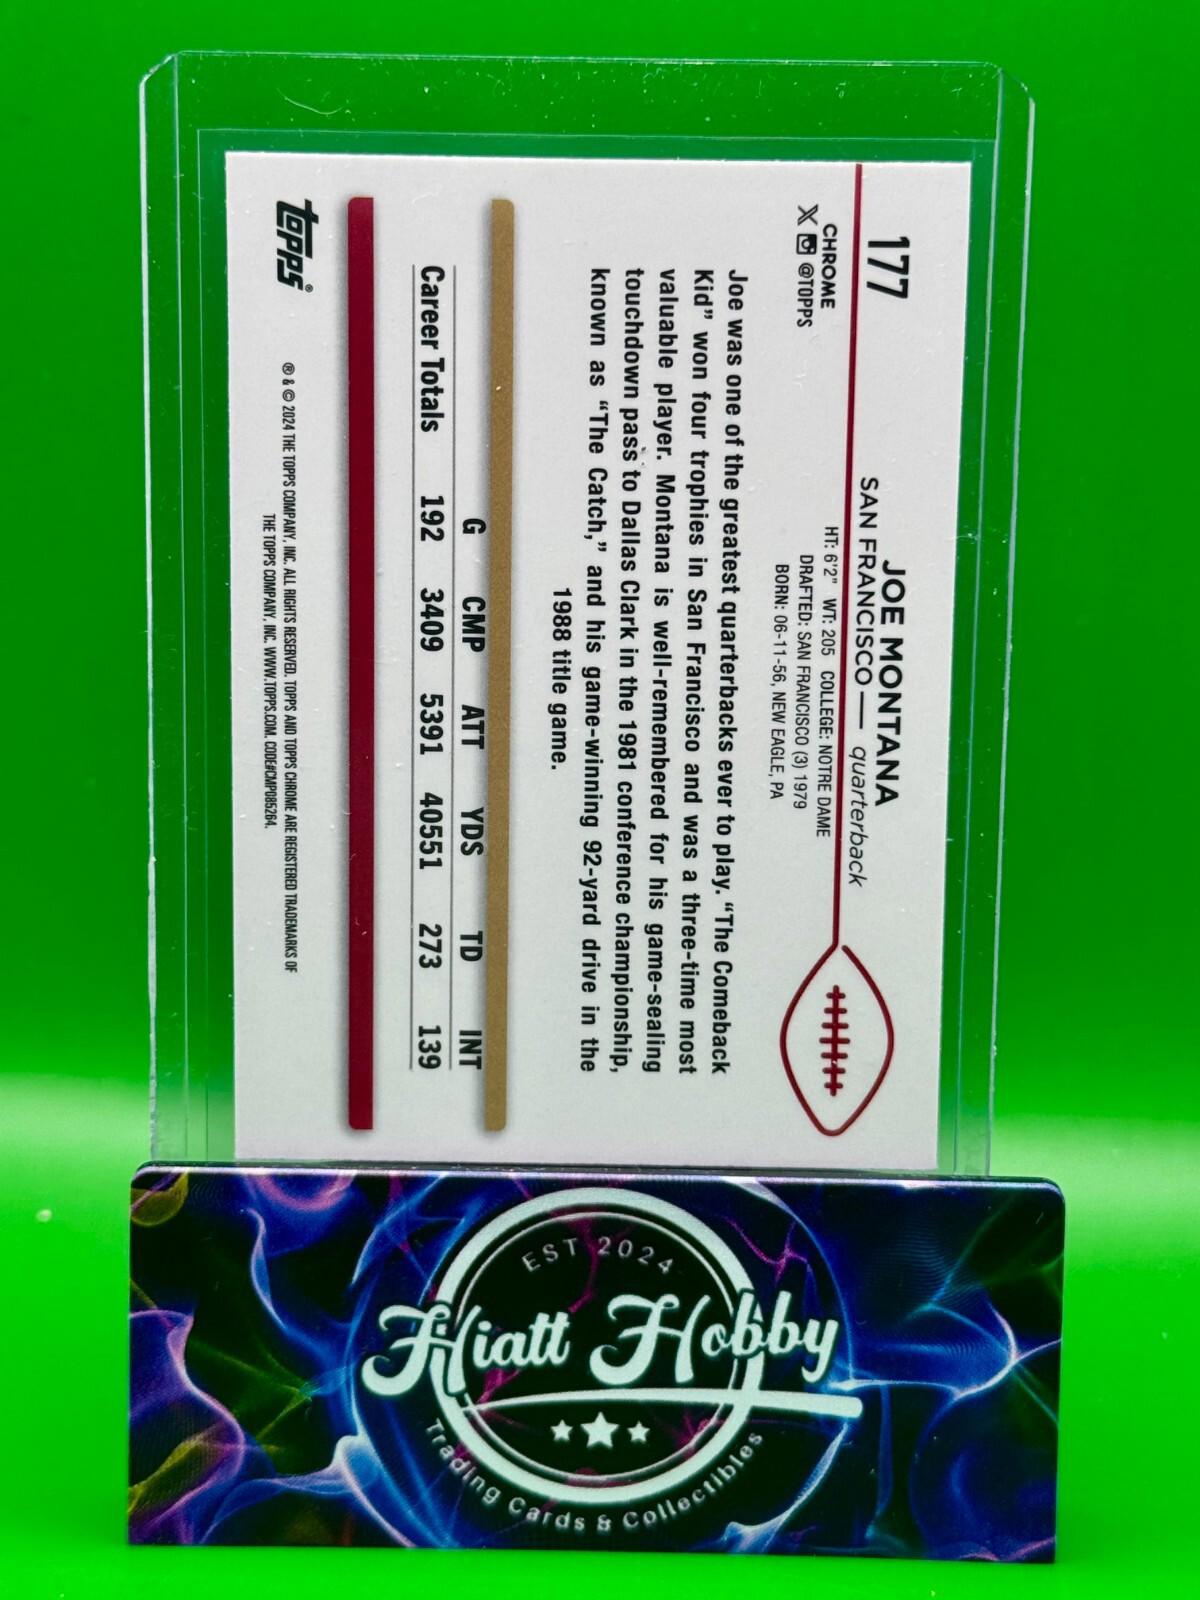 177
CHROME
@TOPPS
JOE MONTANA
SAN FRANCISCO — quarterback
HT: 6'2" WT: 205 COLLEGE: NOTRE DAME
DRAFTED: SAN FRANCISCO (3) 1979
BORN: 06-11-56, NEW EAGLE, PA
Joe was one of the greatest quarterbacks ever to play. “The Comeback
Kid” won four trophies in San Francisco and was a three-time most
valuable player. Montana is well-remembered for his game-sealing
touchdown pass to Dallas Clark in the 1981 conference championship,
known as “The Catch,” and his game-winning 92-yard drive in the
1988 title game.
G CMP ATT YDS TD INT
Career Totals 192 3409 5391 40551 273 139
topps®
® & © 2024 THE TOPPS COMPANY, INC. ALL RIGHTS RESERVED. TOPPS AND TOPPS CHROME ARE REGISTERED TRADEMARKS OF
THE TOPPS COMPANY, INC. WWW.TOPPS.COM. CODE#CMP085264.
EST 2024
Hiatt Hobby
Trading Cards & Collectibles